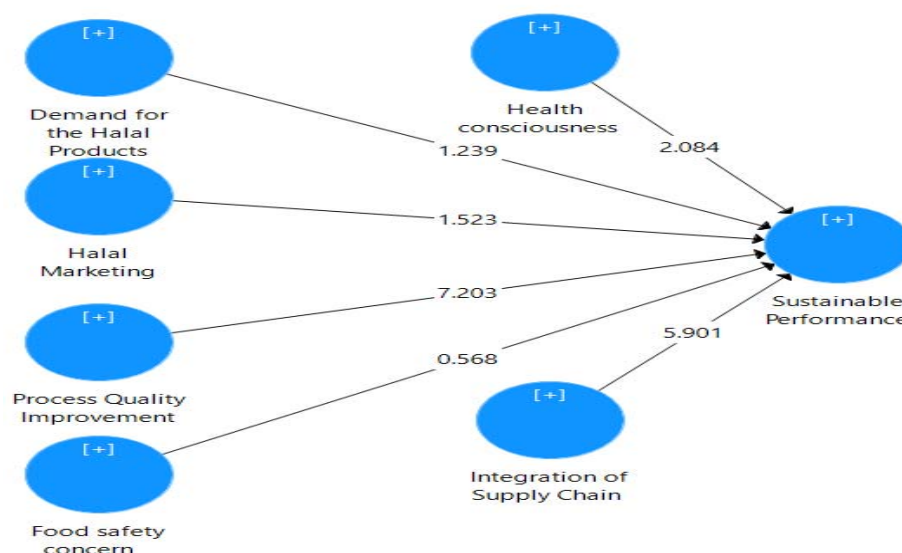 [+]
Demand for
the Halal
Products
[+]
Halal
Marketing
[+]
Process Quality
Improvement
[+]
Food safety
concern
[+]
Health
consciousness
[+]
Integration of
Supply Chain
1.239
1.523
7.203
0.568
2.084
5.901
[+]
Sustainable
Performance